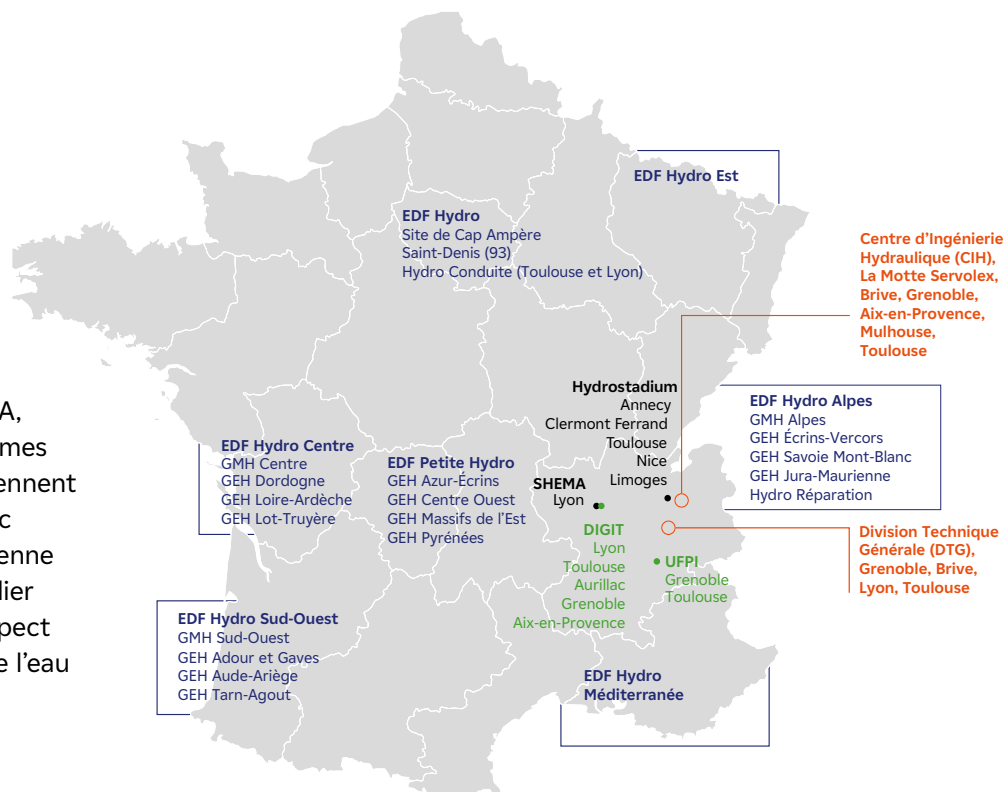 EDF Hydro Est
EDF Hydro
Site de Cap Ampère
Saint-Denis (93)
Hydro Conduite (Toulouse et Lyon)
Centre d'Ingénierie
Hydraulique (CIH),
La Motte Servolex,
Brive, Grenoble,
Aix-en-Provence,
Mulhouse,
Toulouse
A,
mes
ennent
c
enne
lier
pect
e l'eau
Hydrostadium
Annecy
Clermont Ferrand
Toulouse
Nice
Limoges
EDF Hydro Alpes
GMH Alpes
GEH Écrins-Vercors
GEH Savoie Mont-Blanc
GEH Jura-Maurienne
Hydro Réparation
EDF Hydro Centre
GMH Centre
GEH Dordogne
GEH Loire-Ardèche
GEH Lot-Truyère
EDF Petite Hydro
GEH Azur-Écrins
GEH Centre Ouest
GEH Massifs de l'Est
GEH Pyrénées
SHEMA
Lyon
DIGIT
Lyon
Toulouse
Aurillac
Grenoble
Aix-en-Provence
UFPI
Grenoble
Toulouse
Division Technique
Générale (DTG),
Grenoble, Brive,
Lyon, Toulouse
EDF Hydro Sud-Ouest
GMH Sud-Ouest
GEH Adour et Gaves
GEH Aude-Ariège
GEH Tarn-Agout
EDF Hydro
Méditerranée